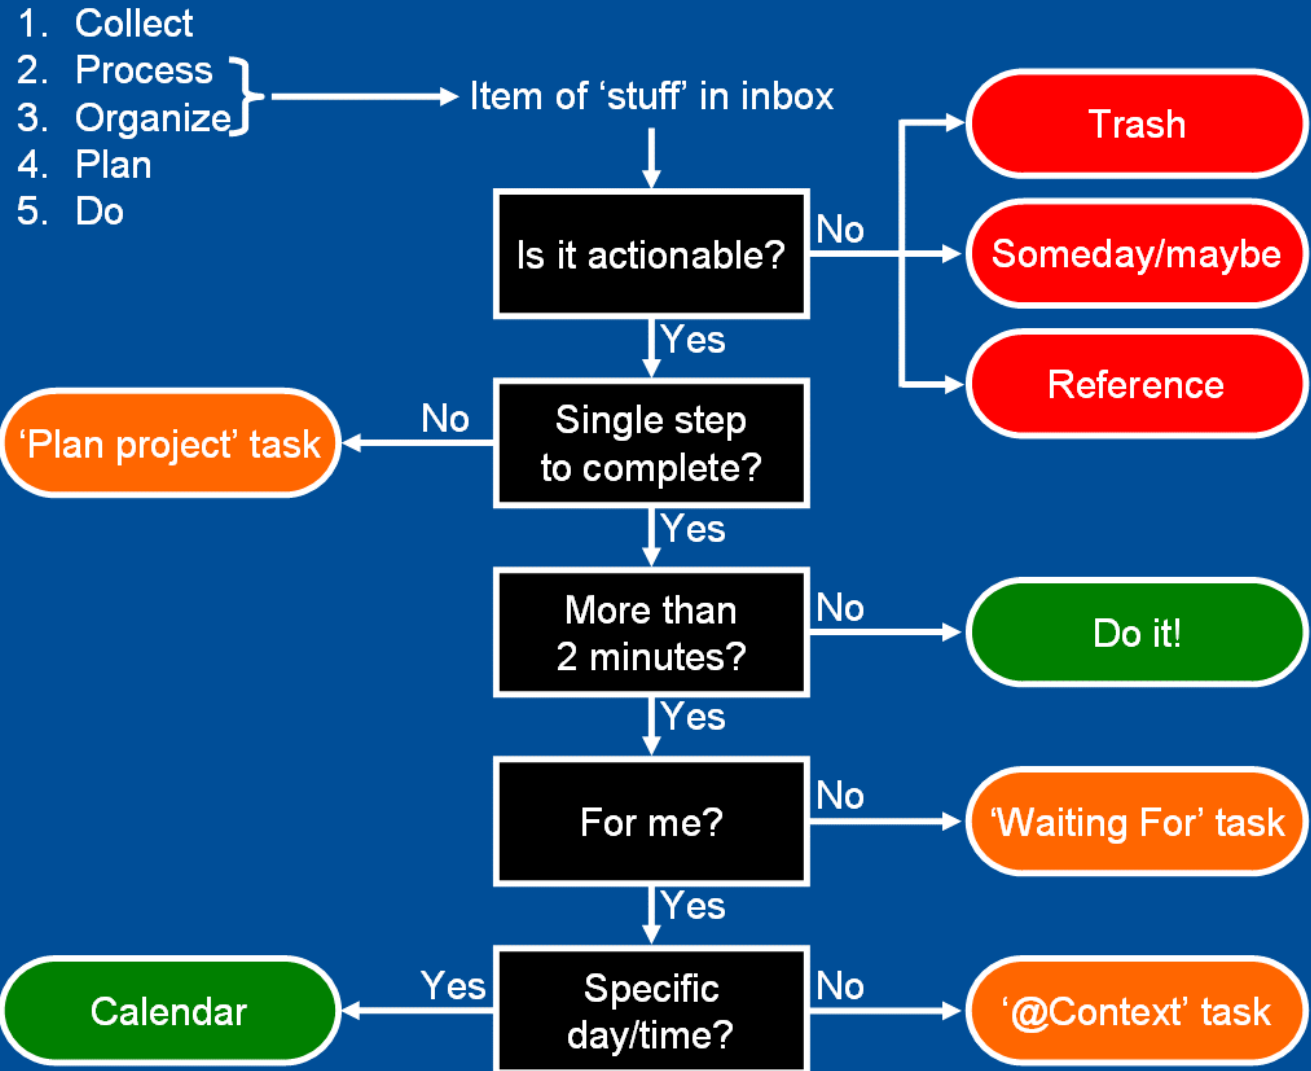 1. Collect
2. Process
3. Organize
4. Plan
5. Do
Item of ‘stuff’ in inbox
Is it actionable?
No
Trash
Someday/maybe
Reference
Yes
Single step
to complete?
No
‘Plan project’ task
Yes
More than
2 minutes?
No
Do it!
Yes
For me?
No
‘Waiting For’ task
Yes
Specific
day/time?
Yes
Calendar
No
‘@Context’ task